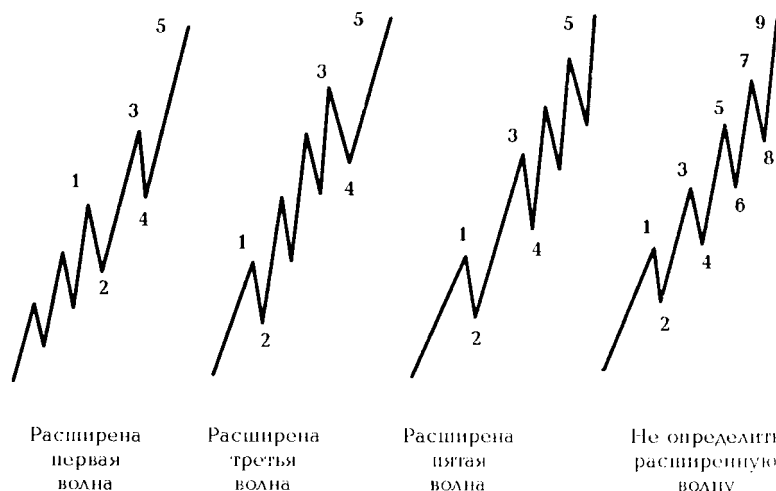 5
3
1
4
2
5
3
1
4
2
5
3
1
4
2
9
7
5
3
8
1
6
4
2
Расширена
первая
волна
Расширена
третья
волна
Расширена
пятая
волна
Не определить
расширенную
волну